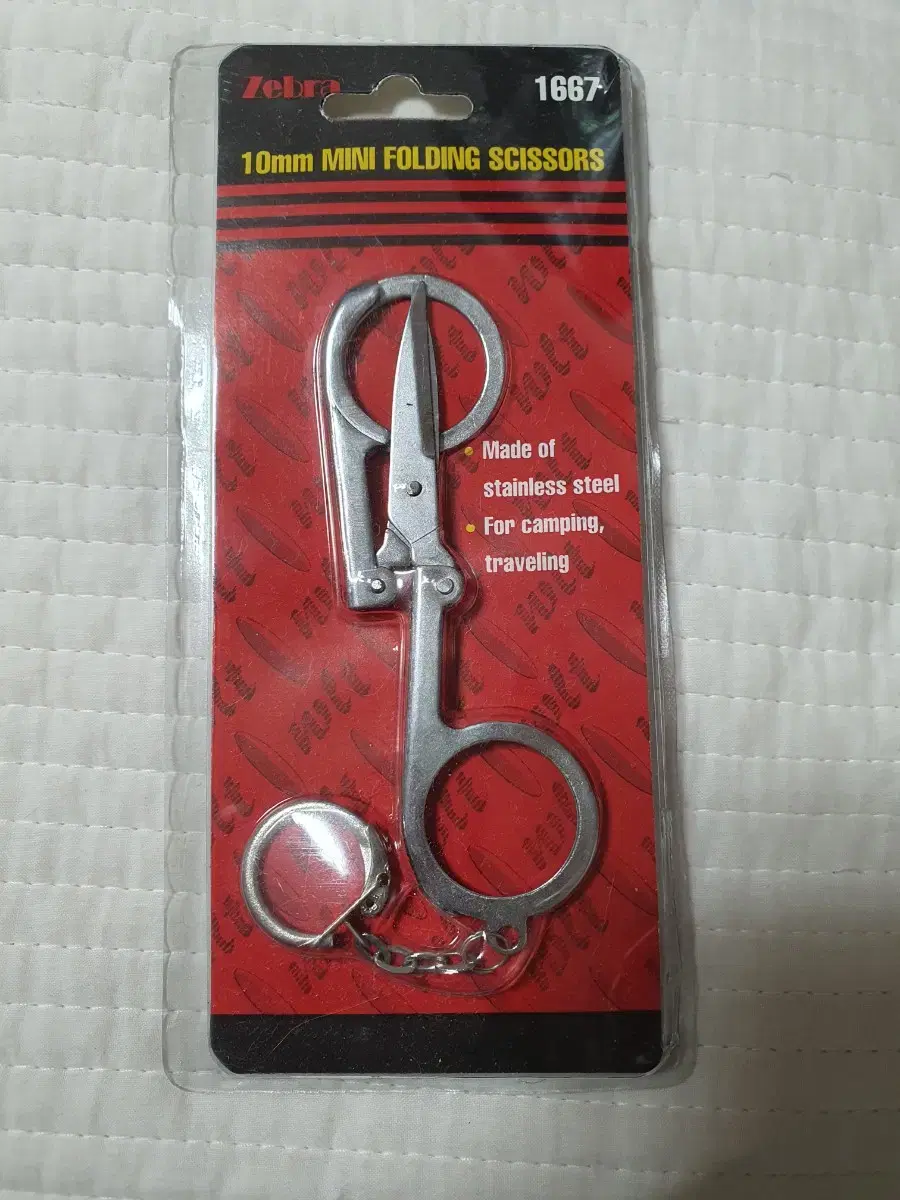 Zebra
1667
10mm MINI FOLDING SCISSORS
Made of
stainless steel
For camping,
traveling